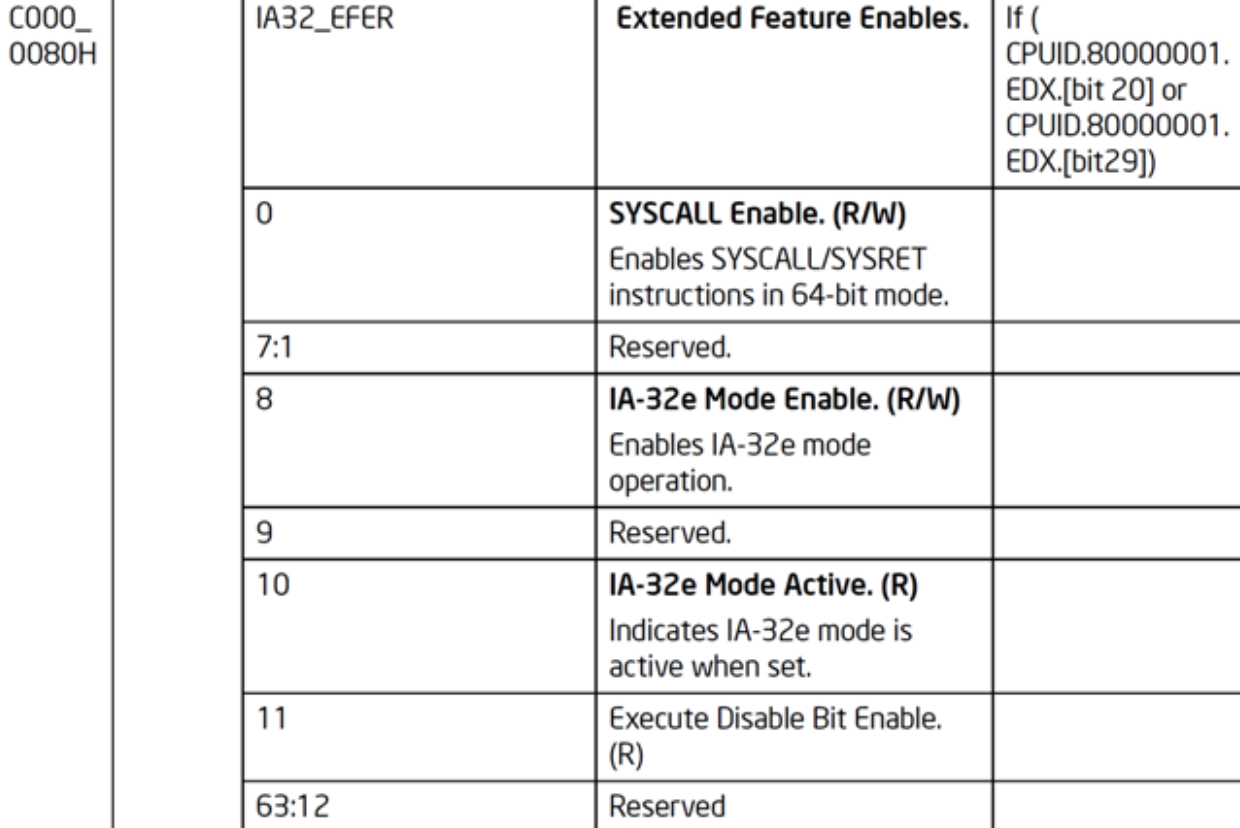 C000_
0080H
IA32_EFER
Extended Feature Enables.
If (
CPUID.80000001.
EDX.[bit 20] or
CPUID.80000001.
EDX.[bit29])
0
SYSCALL Enable. (R/W)
Enables SYSCALL/SYSRET
instructions in 64-bit mode.
7:1
Reserved.
8
IA-32e Mode Enable. (R/W)
Enables IA-32e mode
operation.
9
Reserved.
10
IA-32e Mode Active. (R)
Indicates IA-32e mode is
active when set.
11
Execute Disable Bit Enable.
(R)
63:12
Reserved